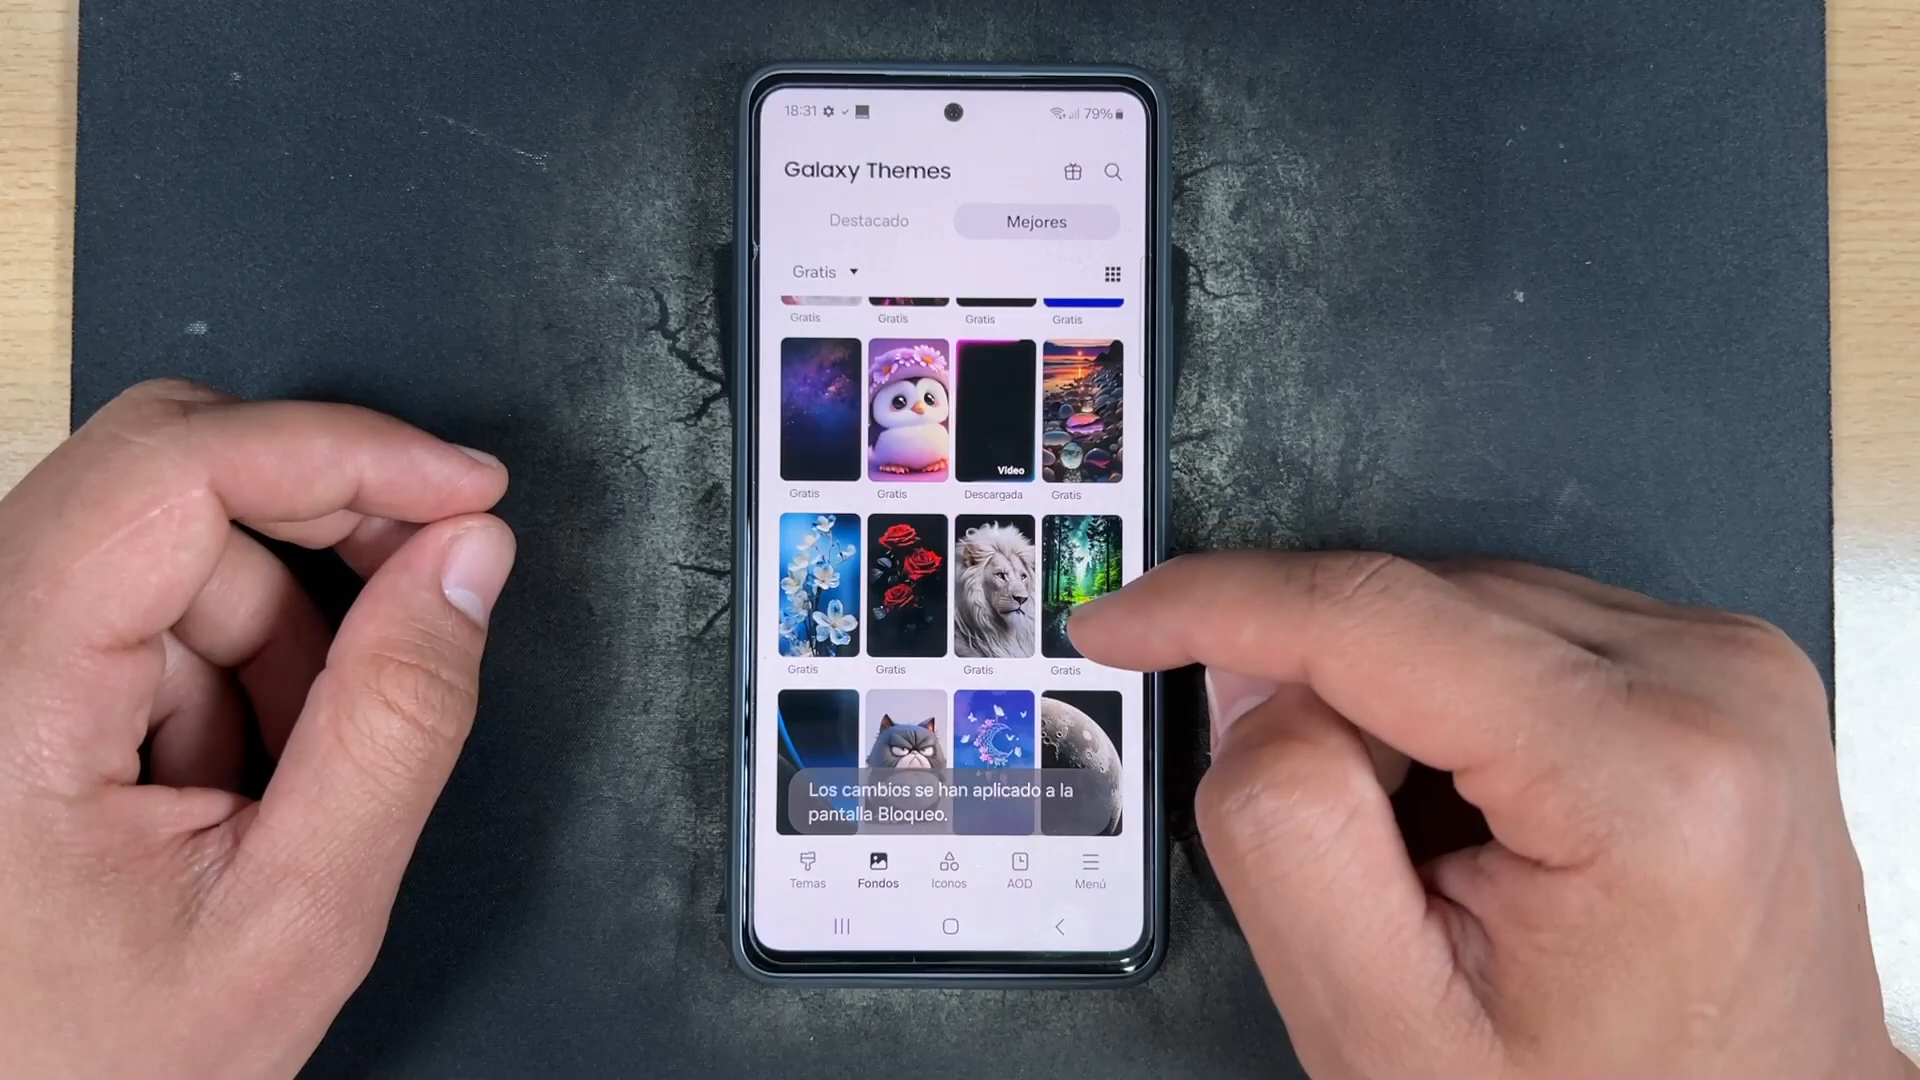 18:31
79%
Galaxy Themes
Destacado
Mejores
Gratis
Gratis
Gratis
Gratis
Gratis
Video
Gratis
Gratis
Descargada
Gratis
Gratis
Gratis
Gratis
Gratis
Los cambios se han aplicado a la
pantalla Bloqueo.
Temas
Fondos
Iconos
AOD
Menú